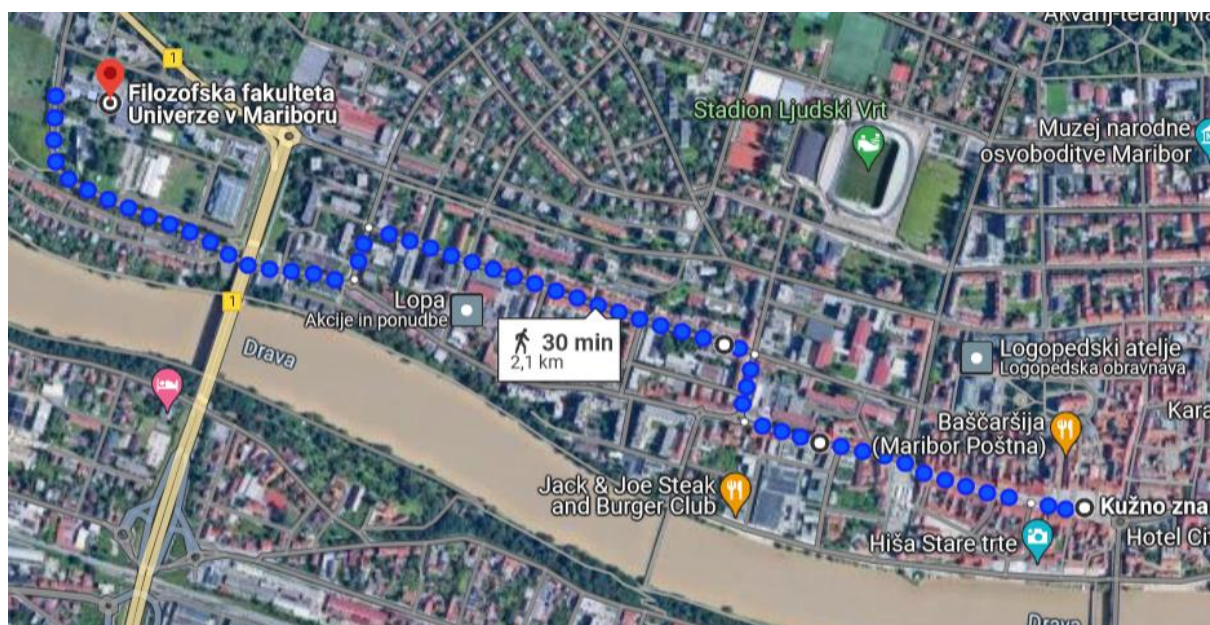 Akvarij-terarij Ma
1
Filozofska fakulteta
Univerze v Mariboru
Stadion Ljudski Vrt
Muzej narodne
osvoboditve Maribor
1
Lopa
Akcije in ponudbe
30 min
2,1 km
Drava
Logopedski atelje
Logopedska obravnava
Kara
Baščaršija
(Maribor Poštna)
Jack & Joe Steak
and Burger Club
Kužno zna
Hiša Stare trte
Hotel Cit
Drava